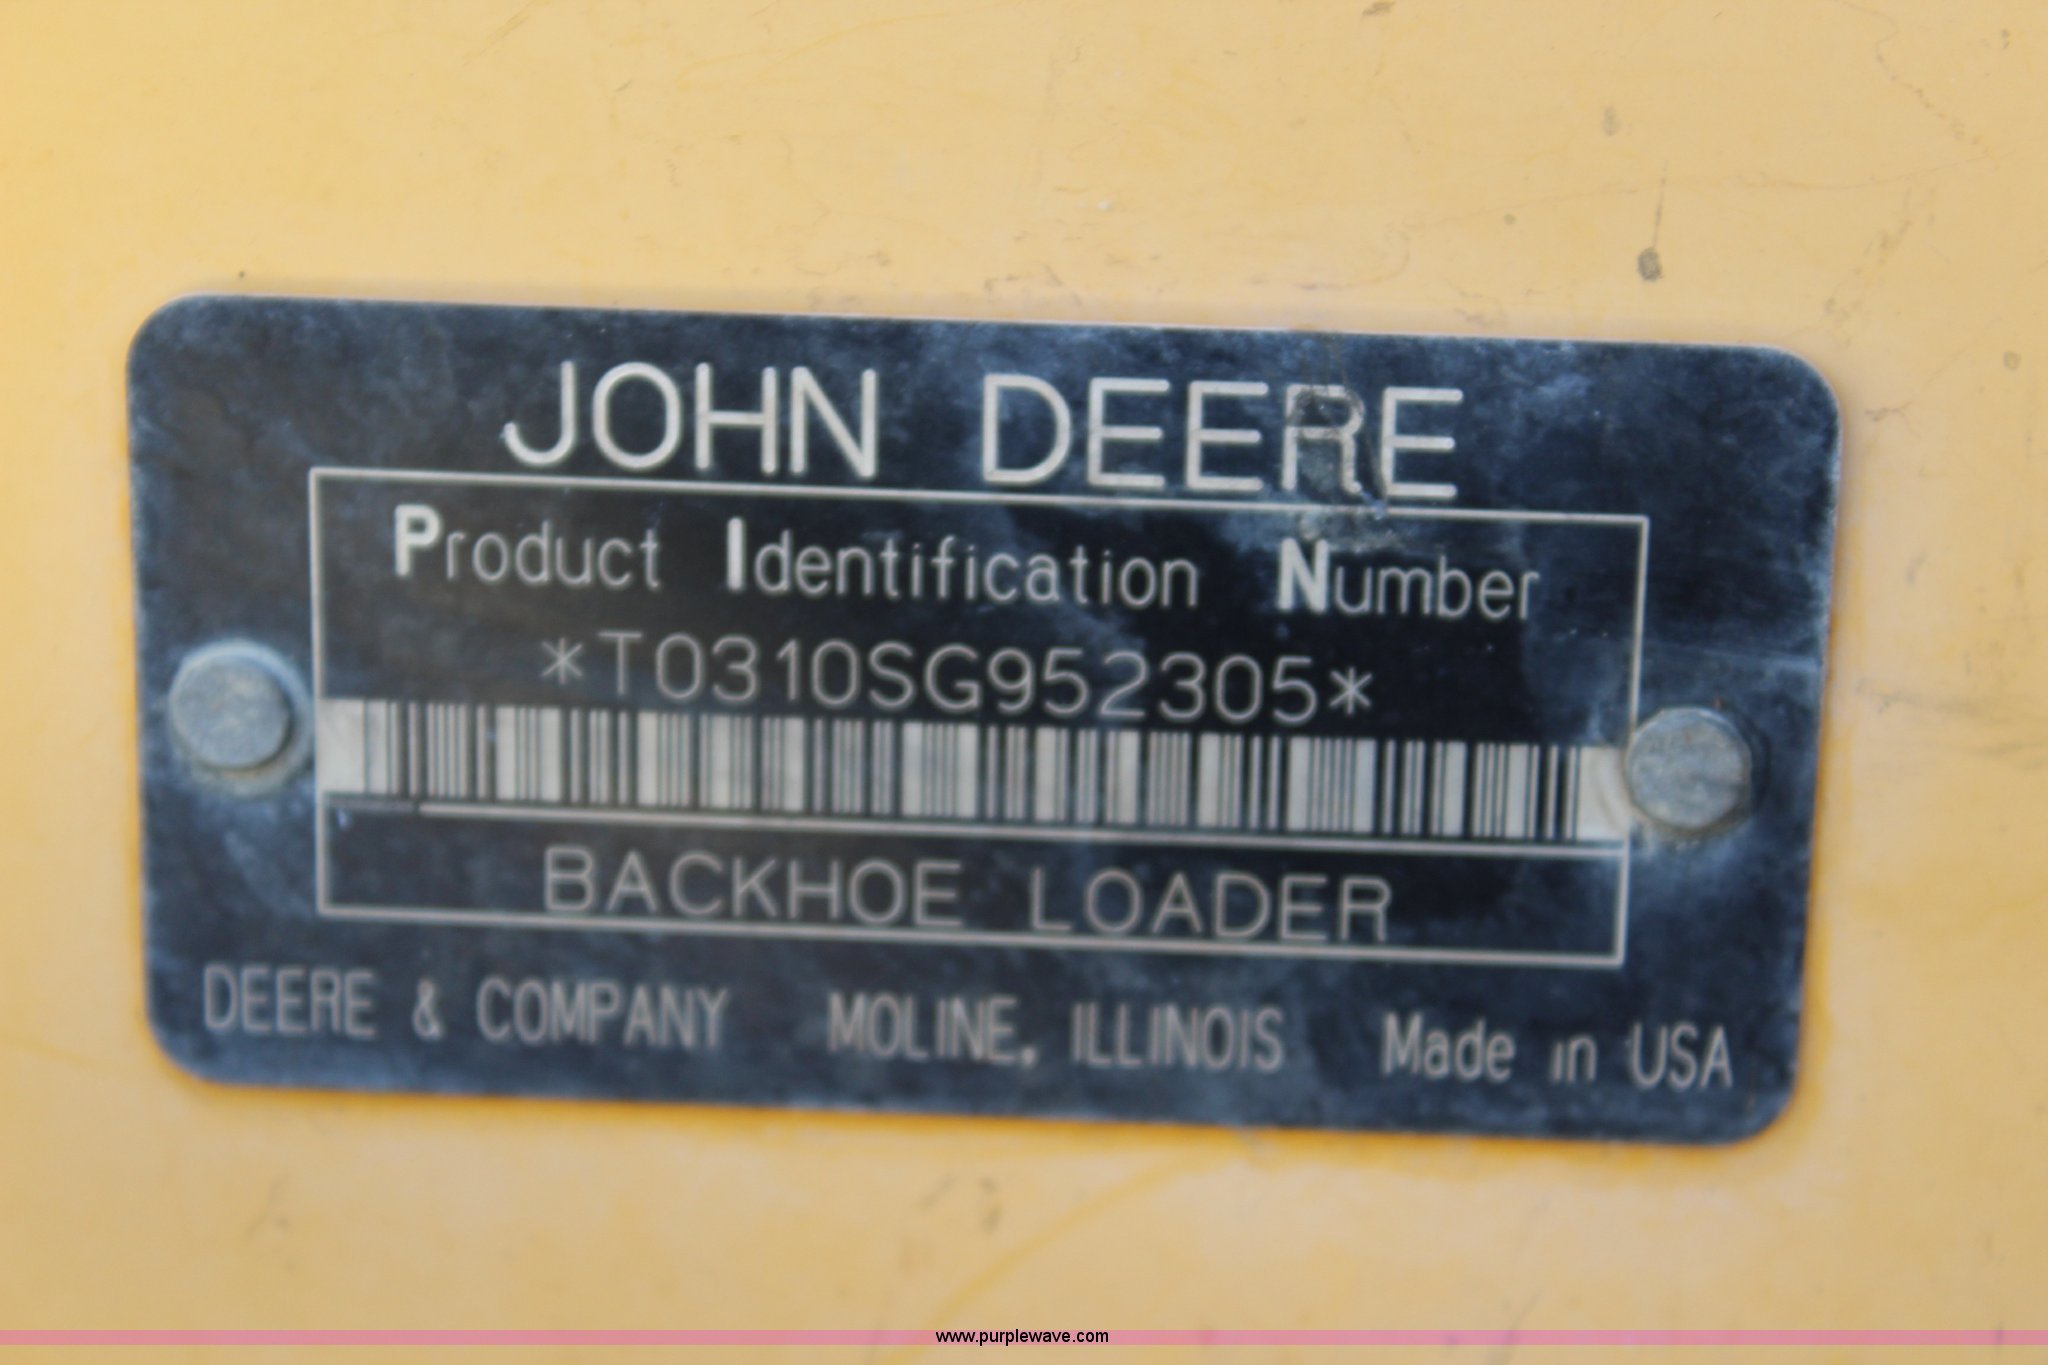 JOHN DEERE
Product Identification Number
*T0310SG952305*
BACKHOE LOADER
DEERE & COMPANY MOLINE, ILLINOIS Made in USA
www.purplewave.com